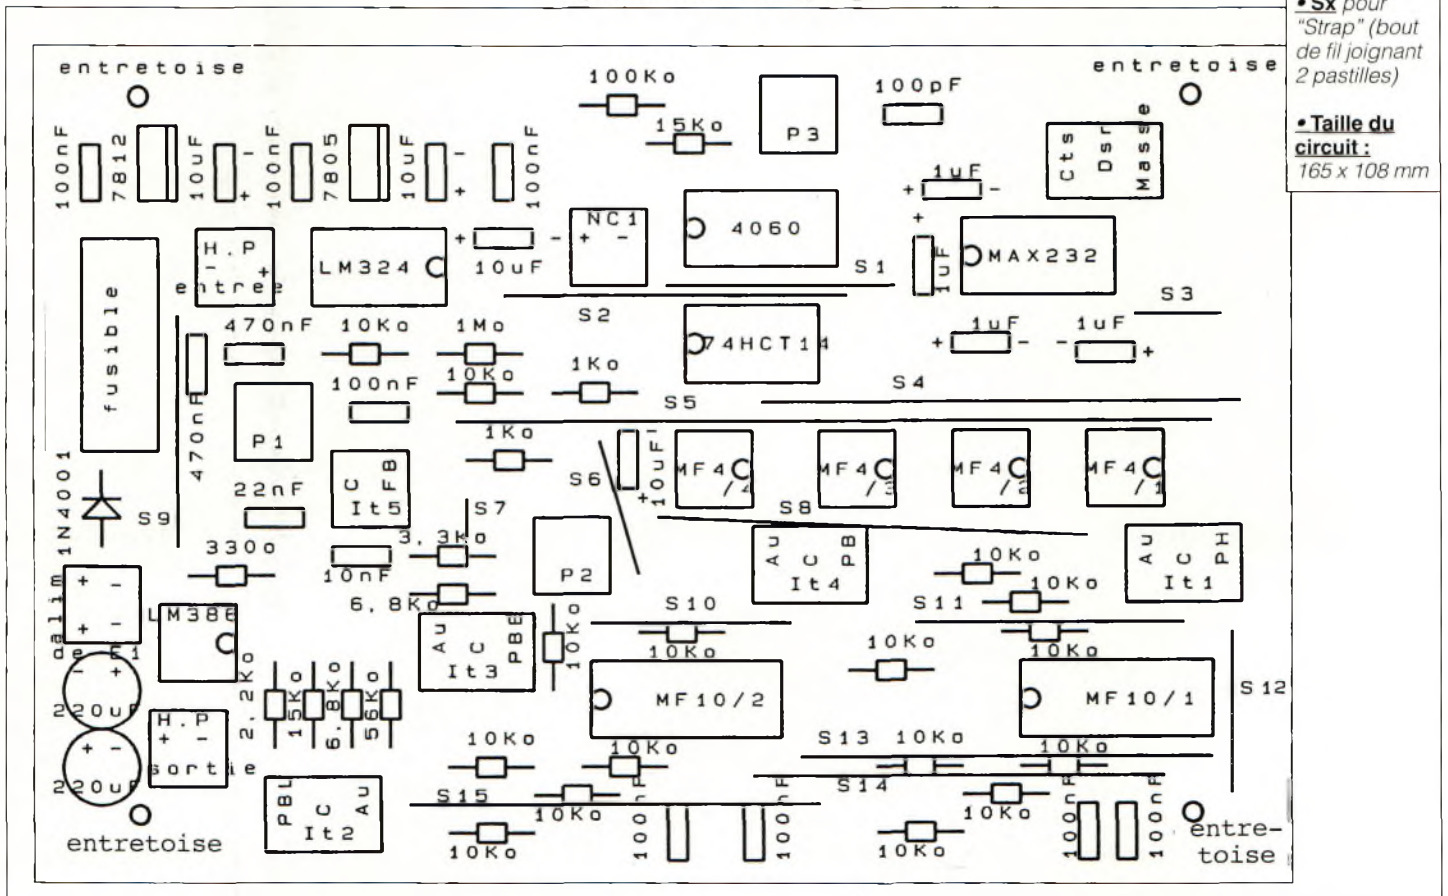 • Sx pour
"Strap" (bout
de fil joignant
2 pastilles)
• Taille du
circuit :
165 x 108 mm
entretoise
100Ko
15Ko
P3
100pF
entretoise
Cts
Dsr
Masse
100nF
7812
10uF
- +
100nF
7805
10uF
- +
100nF
1uF
+ -
H.P
- +
entree
LM324
+ -
10uF
NC1
+ -
4060
S1
+
1uF
MAX232
S3
fusible
470nF
470nF
10Ko
1Mo
S2
74HCT14
1uF
+ -
1uF
- +
100nF
10Ko
1Ko
S4
S5
P1
1Ko
C
FB
It5
S6
10uF
- +
MF4
MF4
MF4
MF4
/1
1N4001
S9
22nF
S7
S8
330o
10nF
3,3Ko
P2
Au
C
PB
It4
10Ko
Au
C
PH
It1
+ -
+ -
alim
de
LM386
6,8Ko
S10
S11
10Ko
Au
C
PBE
It3
10Ko
10Ko
10Ko
10Ko
- +
220uF
MF10/2
MF10/1
S12
2,2Ko
15Ko
6,8Ko
56Ko
H.P
+ -
sortie
+ -
220uF
10Ko
10Ko
S13
10Ko
10Ko
S14
S15
10Ko
10Ko
PBL
C
Au
It2
10Ko
100nF
100nF
10Ko
100nF
100nF
entretoise
entre-
toise